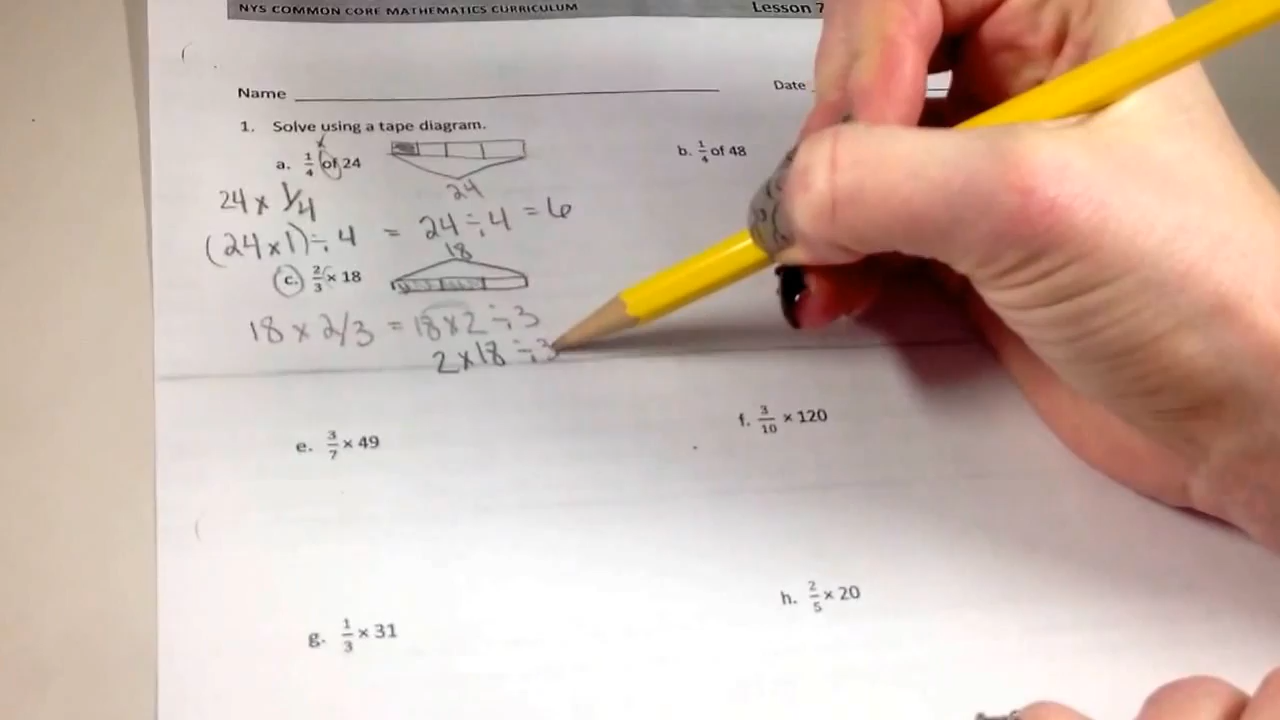 NYS COMMON CORE MATHEMATICS CURRICULUM Lesson 7
Name Date
1. Solve using a tape diagram.
a. 1/4 of 24
24
b. 1/4 of 48
24 x 1/4
(24 x 1) ÷ 4 = 24 ÷ 4 = 6
18
c. 2/3 × 18
18 x 2/3 = 18 x 2 ÷ 3
2 x 18 ÷ 3
e. 3/7 × 49
f. 3/10 × 120
g. 1/3 × 31
h. 2/5 × 20